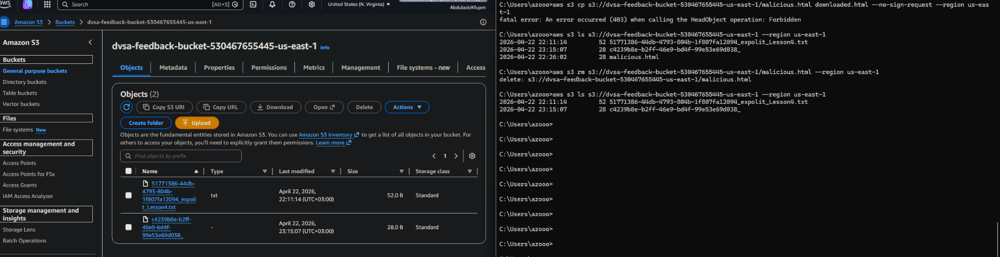 aws
Search
[Alt+S]
United States (N. Virginia) ▼
AbdulazizKfupm
Amazon S3 > Buckets > dvsa-feedback-bucket-530467655445-us-east-1
Amazon S3
Buckets
General purpose buckets
Directory buckets
Table buckets
Vector buckets
Files
File systems New
Access management and
security
Access Points
Access Points for FSx
Access Grants
IAM Access Analyzer
Storage management and
insights
Storage Lens
Batch Operations
dvsa-feedback-bucket-530467655445-us-east-1 Info
Objects
Metadata
Properties
Permissions
Metrics
Management
File systems - new
Access
Objects (2)
Copy S3 URI
Copy URL
Download
Open
Delete
Actions ▼
Create folder
Upload
Objects are the fundamental entities stored in Amazon S3. You can use Amazon S3 inventory to get a list of all objects in your bucket. For
others to access your objects, you'll need to explicitly grant them permissions. Learn more
Find objects by prefix
1
Name
Type
Last modified
Size
Storage class
51771386-44db-
4793-804b-
1f807fa12094_expoli
t_Lesson4.txt
txt
April 22, 2026,
22:11:14 (UTC+03:00)
52.0 B
Standard
c4239b8e-b2ff-
46e9-bd4f-
99e53e69d038_
-
April 22, 2026,
23:15:07 (UTC+03:00)
28.0 B
Standard
C:\Users\azooo>aws s3 cp s3://dvsa-feedback-bucket-530467655445-us-east-1/malicious.html downloaded.html --no-sign-request --region us-eas
t-1
fatal error: An error occurred (403) when calling the HeadObject operation: Forbidden
C:\Users\azooo>aws s3 ls s3://dvsa-feedback-bucket-530467655445-us-east-1 --region us-east-1
2026-04-22 22:11:14         52 51771386-44db-4793-804b-1f807fa12094_expolit_Lesson4.txt
2026-04-22 23:15:07         28 c4239b8e-b2ff-46e9-bd4f-99e53e69d038_
2026-04-22 22:26:02         28 malicious.html
C:\Users\azooo>aws s3 rm s3://dvsa-feedback-bucket-530467655445-us-east-1/malicious.html --region us-east-1
delete: s3://dvsa-feedback-bucket-530467655445-us-east-1/malicious.html
C:\Users\azooo>aws s3 ls s3://dvsa-feedback-bucket-530467655445-us-east-1 --region us-east-1
2026-04-22 22:11:14         52 51771386-44db-4793-804b-1f807fa12094_expolit_Lesson4.txt
2026-04-22 23:15:07         28 c4239b8e-b2ff-46e9-bd4f-99e53e69d038_
C:\Users\azooo>
C:\Users\azooo>
C:\Users\azooo>
C:\Users\azooo>
C:\Users\azooo>
C:\Users\azooo>
C:\Users\azooo>
C:\Users\azooo>
C:\Users\azooo>